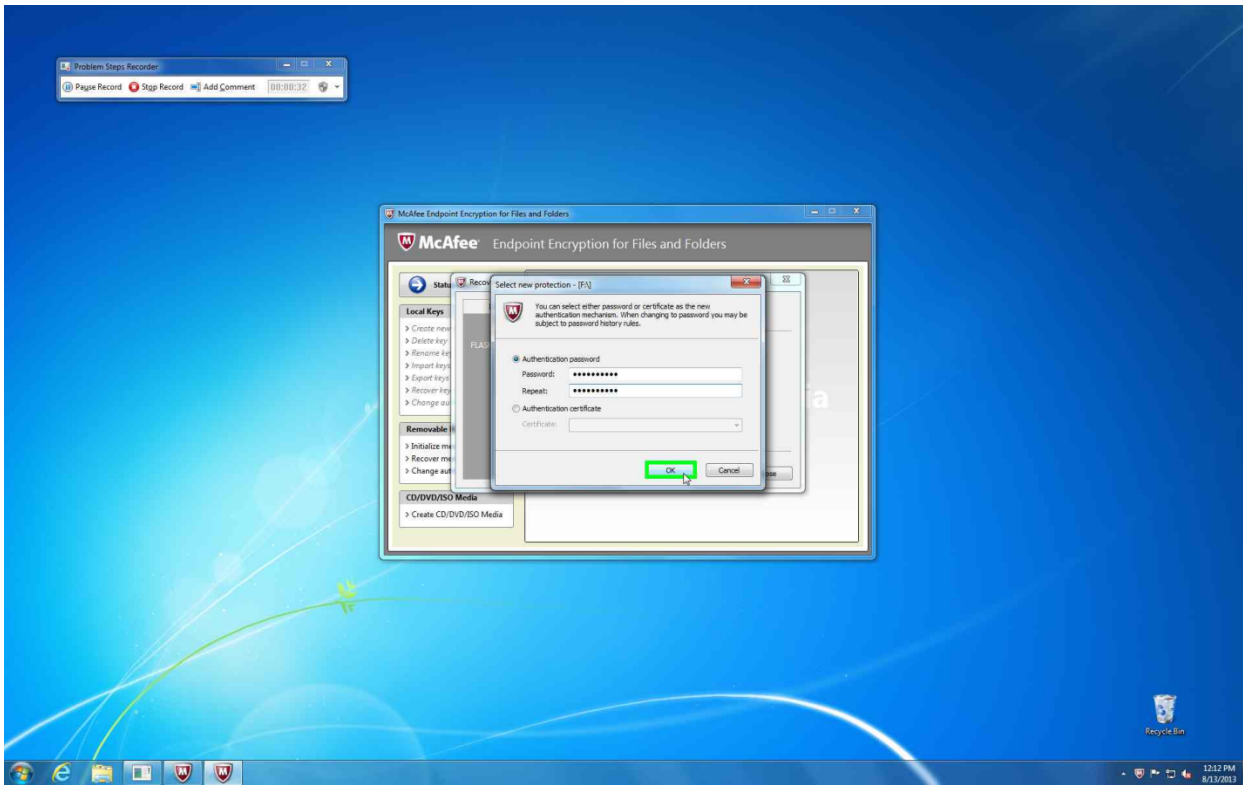 Problem Steps Recorder
Pause Record Stop Record Add Comment 00:00:32
McAfee Endpoint Encryption for Files and Folders
McAfee Endpoint Encryption for Files and Folders
Statu
Recov
Select new protection - [F:\]
You can select either password or certificate as the new
authentication mechanism. When changing to password you may be
subject to password history rules.
Local Keys
> Create new
> Delete key
> Rename key
> Import keys
> Export keys
> Recover key
> Change au
FLAS
Authentication password
Password:
Repeat:
Authentication certificate
Certificate:
OK Cancel
Removable
> Initialize me
> Recover me
> Change aut
CD/DVD/ISO Media
> Create CD/DVD/ISO Media
Recycle Bin
12:12 PM
8/13/2013